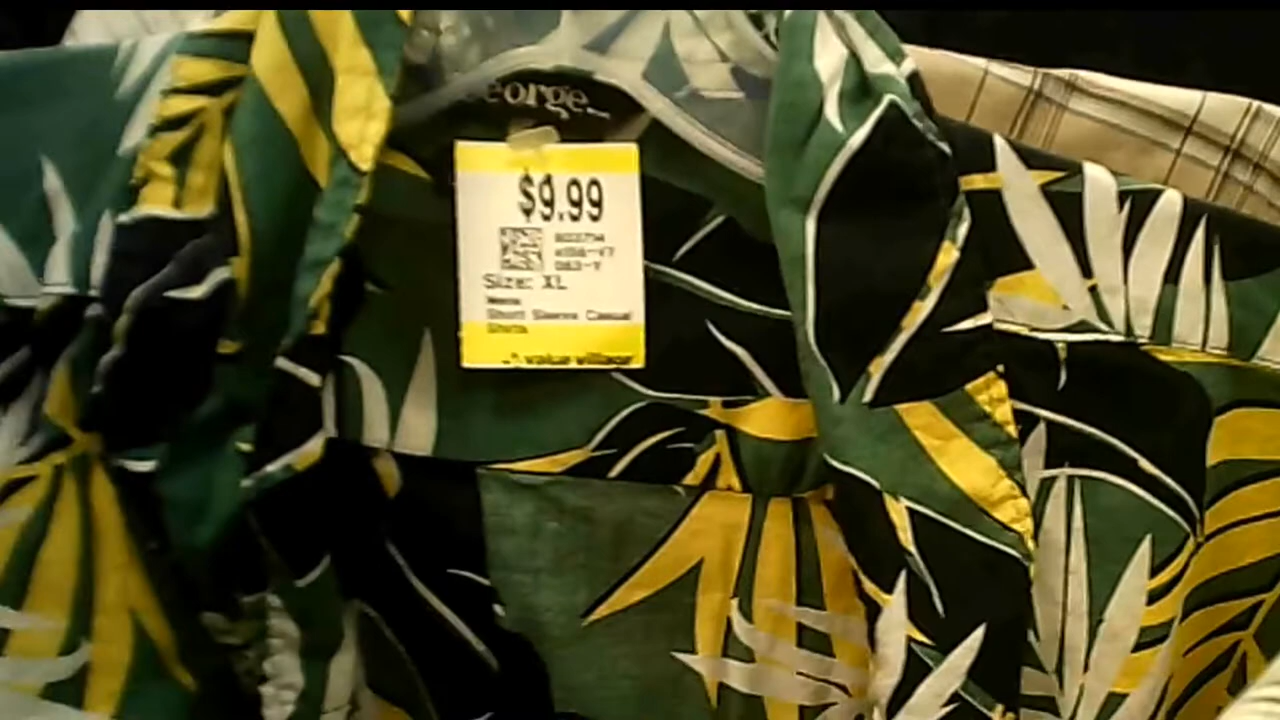 eorge
$9.99
Size: XL
Mens
Short Sleeve Casual
Shirts
value village